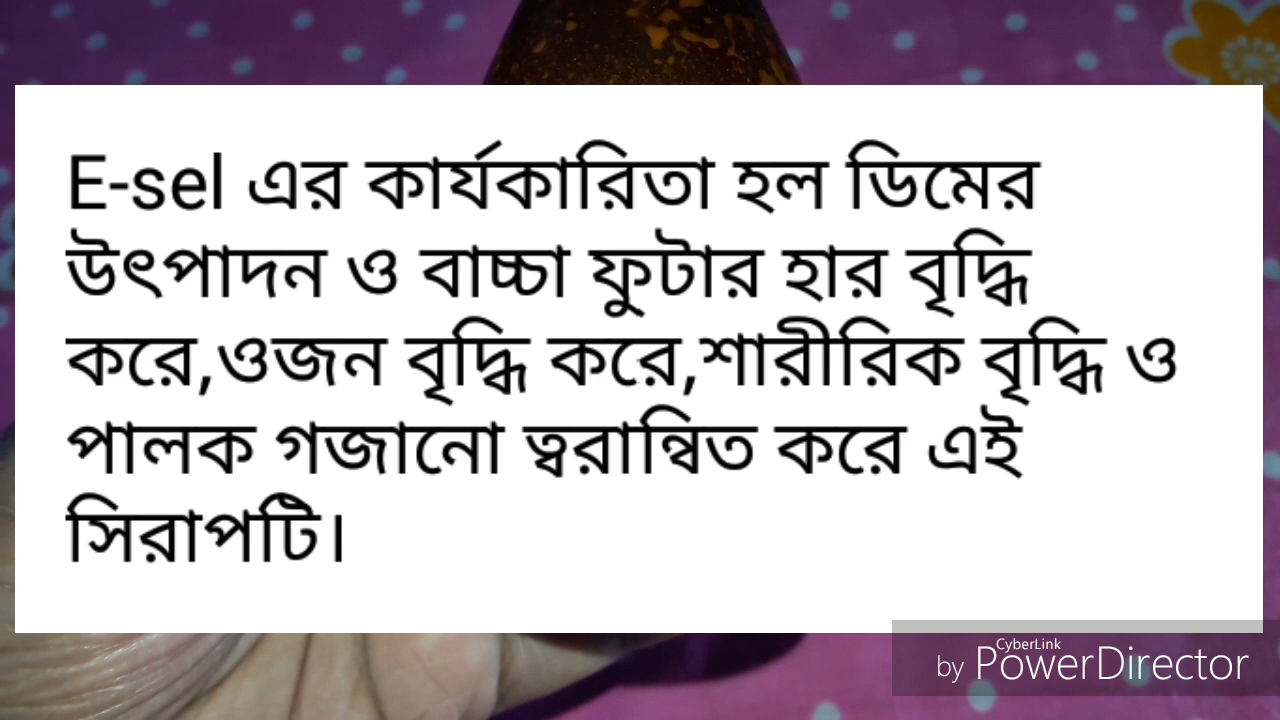 E-sel এর কার্যকারিতা হল ডিমের
উৎপাদন ও বাচ্চা ফুটার হার বৃদ্ধি
করে,ওজন বৃদ্ধি করে,শারীরিক বৃদ্ধি ও
পালক গজানো ত্বরান্বিত করে এই
সিরাপটি।
by CyberLink PowerDirector